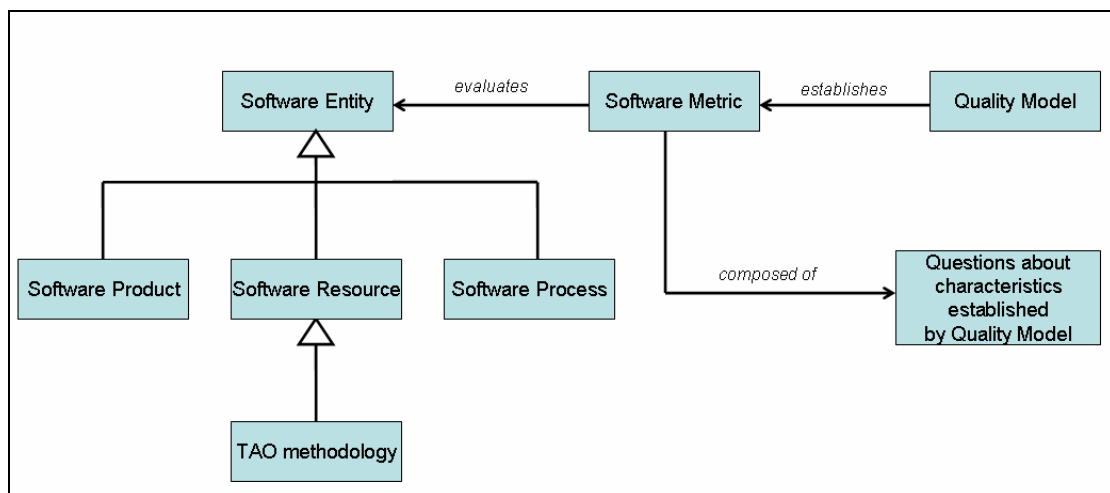 Software Entity
evaluates
Software Metric
establishes
Quality Model
Software Product
Software Resource
Software Process
composed of
Questions about
characteristics
established
by Quality Model
TAO methodology